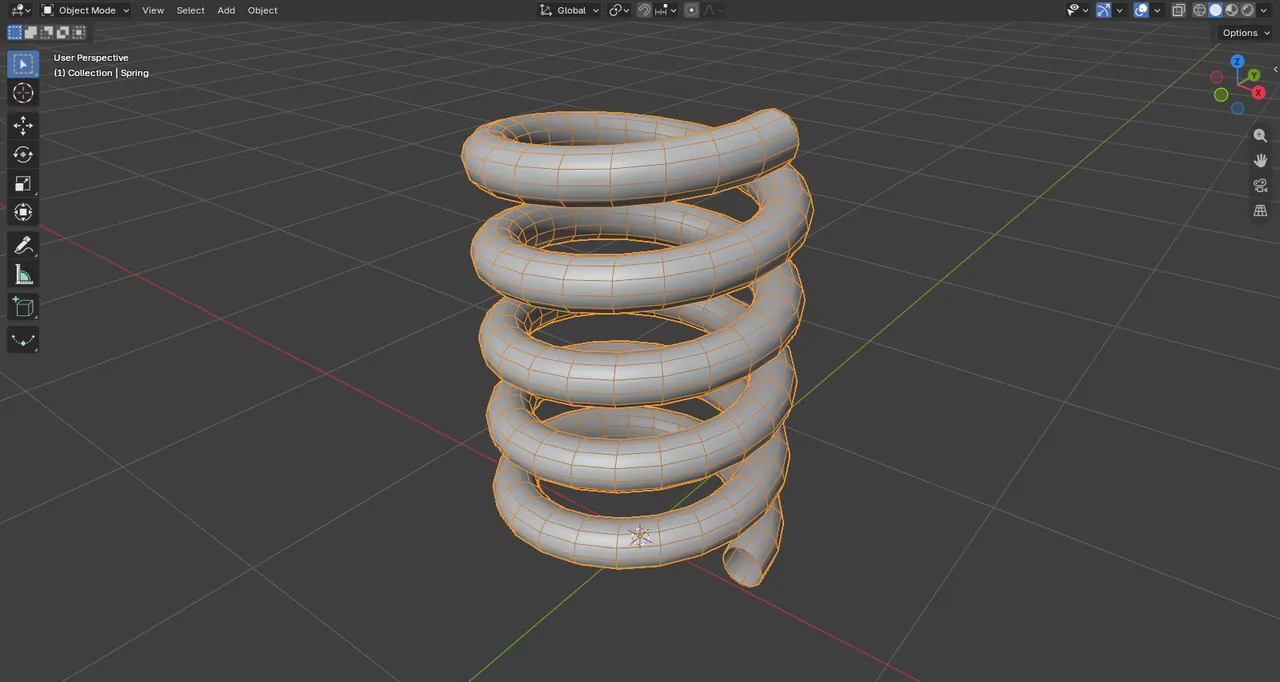 Object Mode View Select Add Object Global
Options
User Perspective
(1) Collection | Spring
Z
Y
X